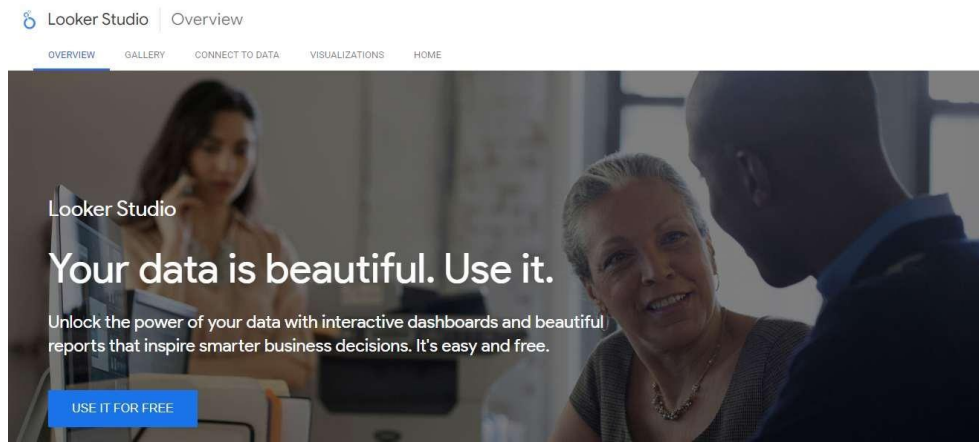 Looker Studio Overview
OVERVIEW GALLERY CONNECT TO DATA VISUALIZATIONS HOME
Looker Studio
Your data is beautiful. Use it.
Unlock the power of your data with interactive dashboards and beautiful
reports that inspire smarter business decisions. It's easy and free.
USE IT FOR FREE